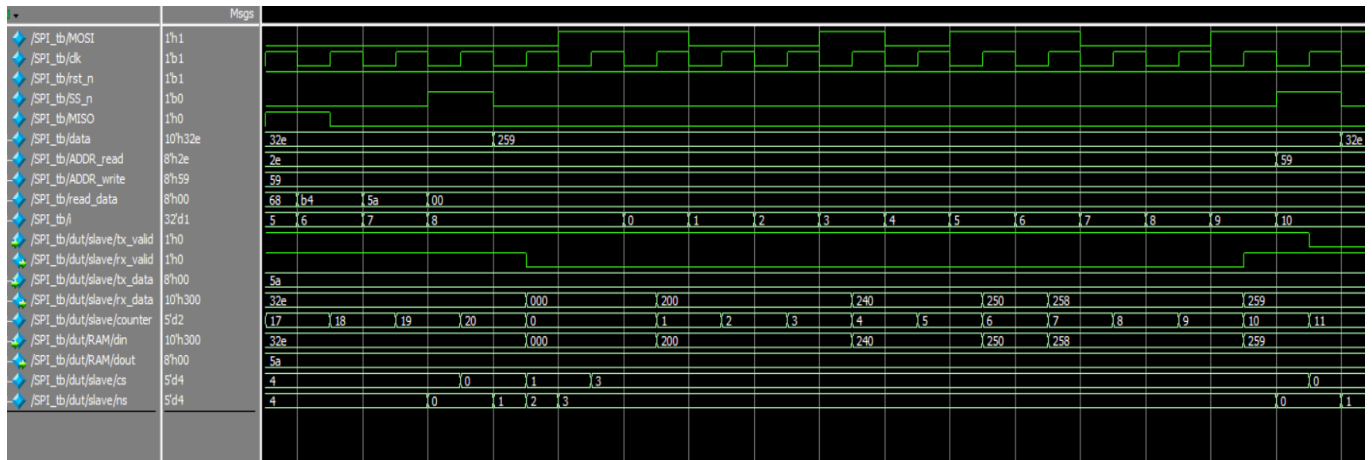 Msgs
/SPI_tb/MOSI 1'h1
/SPI_tb/clk 1'b1
/SPI_tb/rst_n 1'b1
/SPI_tb/SS_n 1'b0
/SPI_tb/MISO 1'h0
/SPI_tb/data 10'h32e 32e 259 32e
/SPI_tb/ADDR_read 8'h2e 2e 59
/SPI_tb/ADDR_write 8'h59 59
/SPI_tb/read_data 8'h00 68 b4 5a 00
/SPI_tb/i 32'd1 5 6 7 8 0 1 2 3 4 5 6 7 8 9 10
/SPI_tb/dut/slave/tx_valid 1'h0
/SPI_tb/dut/slave/rx_valid 1'h0
/SPI_tb/dut/slave/tx_data 8'h00 5a
/SPI_tb/dut/slave/rx_data 10'h300 32e 000 200 240 250 258 259
/SPI_tb/dut/slave/counter 5'd2 17 18 19 20 0 1 2 3 4 5 6 7 8 9 10 11
/SPI_tb/dut/RAM/din 10'h300 32e 000 200 240 250 258 259
/SPI_tb/dut/RAM/dout 8'h00 5a
/SPI_tb/dut/slave/cs 5'd4 4 0 1 3 0
/SPI_tb/dut/slave/ns 5'd4 4 0 1 2 3 0 1